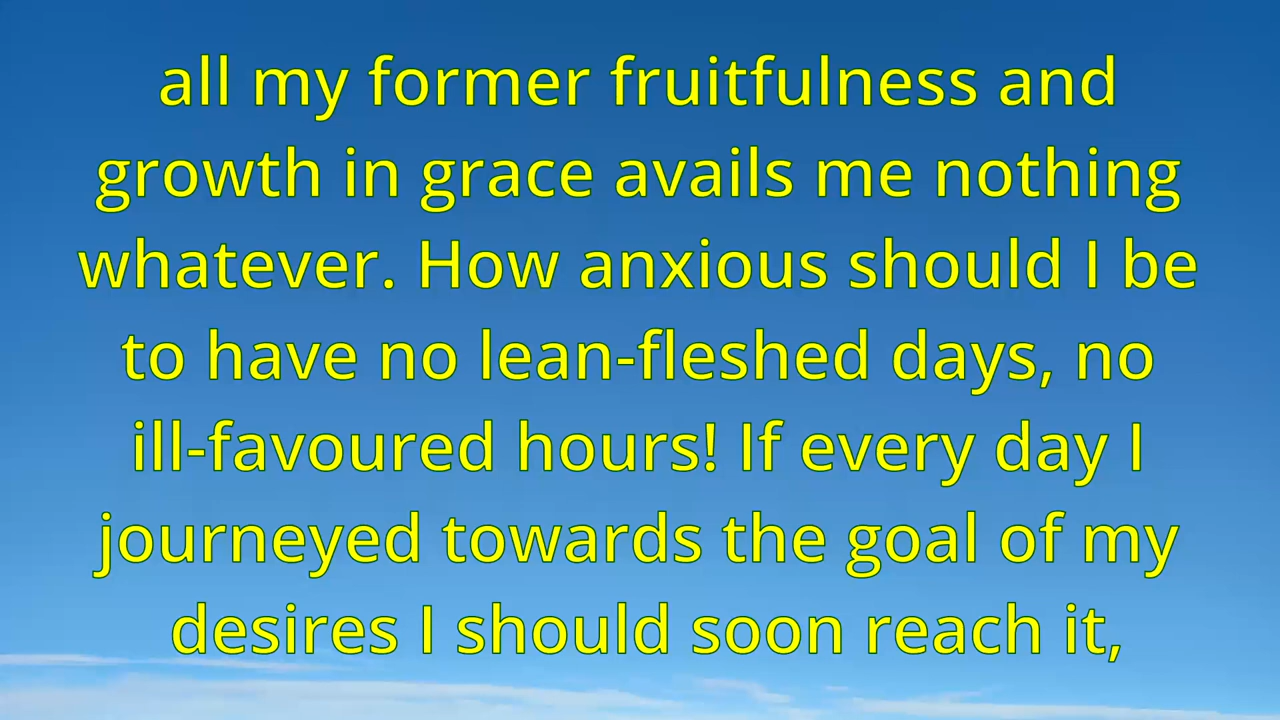 all my former fruitfulness and
growth in grace avails me nothing
whatever. How anxious should I be
to have no lean-fleshed days, no
ill-favoured hours! If every day I
journeyed towards the goal of my
desires I should soon reach it,